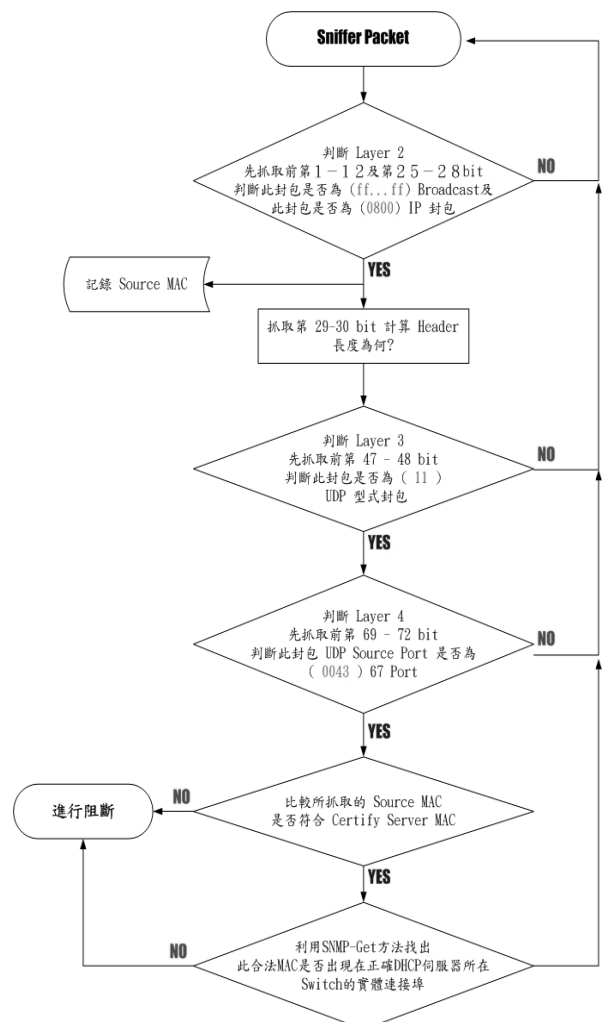 Sniffer Packet
判斷 Layer 2
先抓取前第１－１２及第２５－２８bit
判斷此封包是否為 (ff...ff) Broadcast及
此封包是否為 (0800) IP 封包
NO
YES
記錄 Source MAC
抓取第 29-30 bit 計算 Header
長度為何?
判斷 Layer 3
先抓取前第 47 - 48 bit
判斷此封包是否為 ( 11 )
UDP 型式封包
NO
YES
判斷 Layer 4
先抓取前第 69 - 72 bit
判斷此封包 UDP Source Port 是否為
( 0043 ) 67 Port
NO
YES
比較所抓取的 Source MAC
是否符合 Certify Server MAC
NO
進行阻斷
YES
利用SNMP-Get方法找出
此合法MAC是否出現在正確DHCP伺服器所在
Switch的實體連接埠
NO